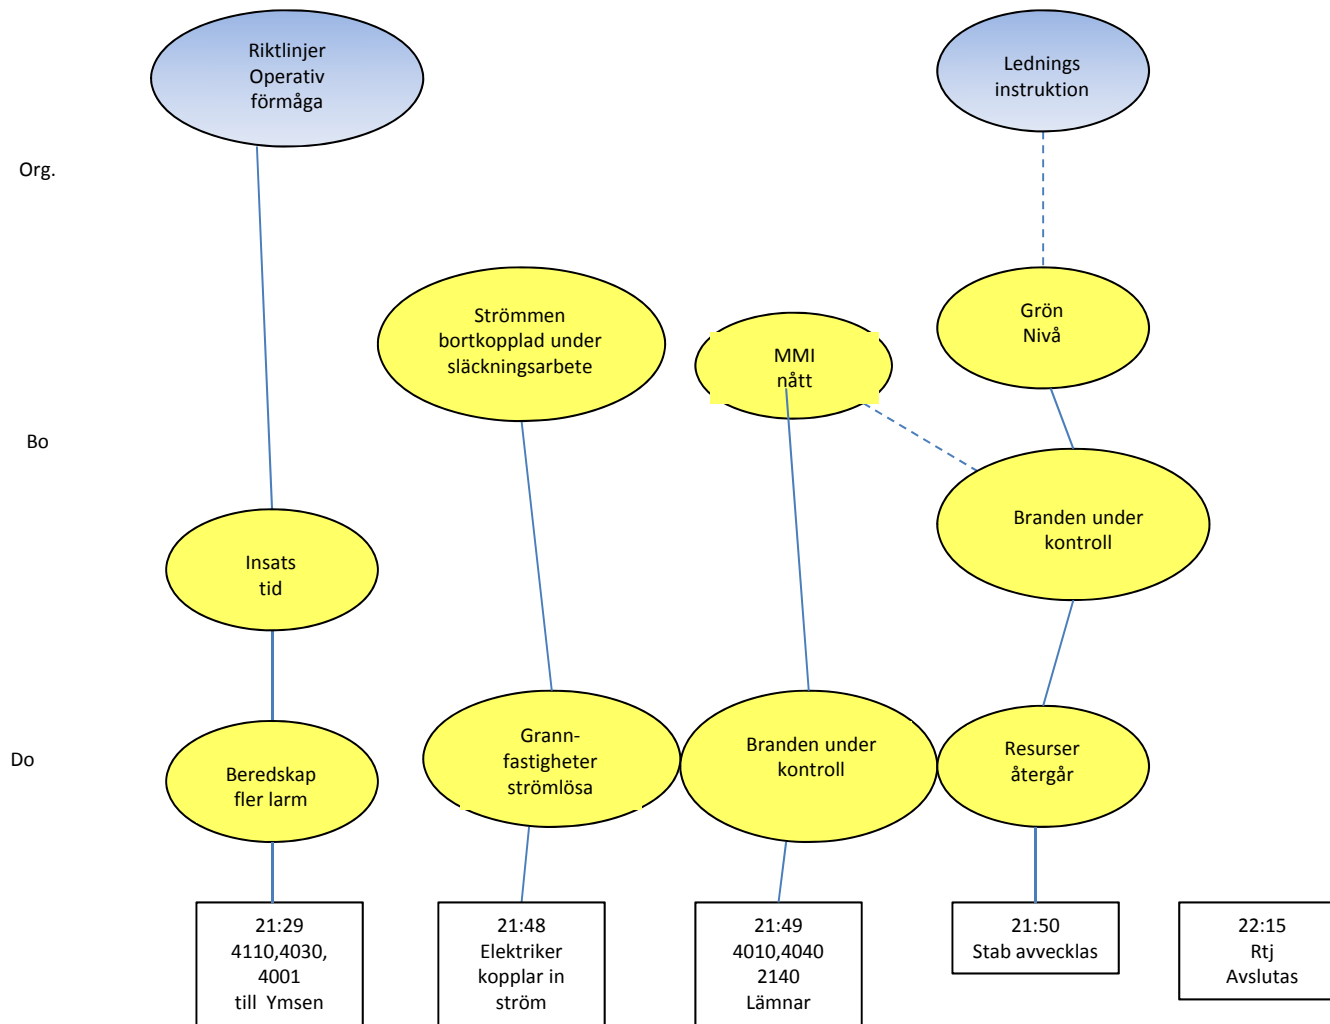 Riktlinjer
Operativ
förmåga
Lednings
instruktion
Org.
Strömmen
bortkopplad under
släckningsarbete
MMI
nått
Grön
Nivå
Bo
Insats
tid
Branden under
kontroll
Do
Beredskap
fler larm
Grann-
fastigheter
strömlösa
Branden under
kontroll
Resurser
återgår
21:29
4110,4030,
4001
till Ymsen
21:48
Elektriker
kopplar in
ström
21:49
4010,4040
2140
Lämnar
21:50
Stab avvecklas
22:15
Rtj
Avslutas